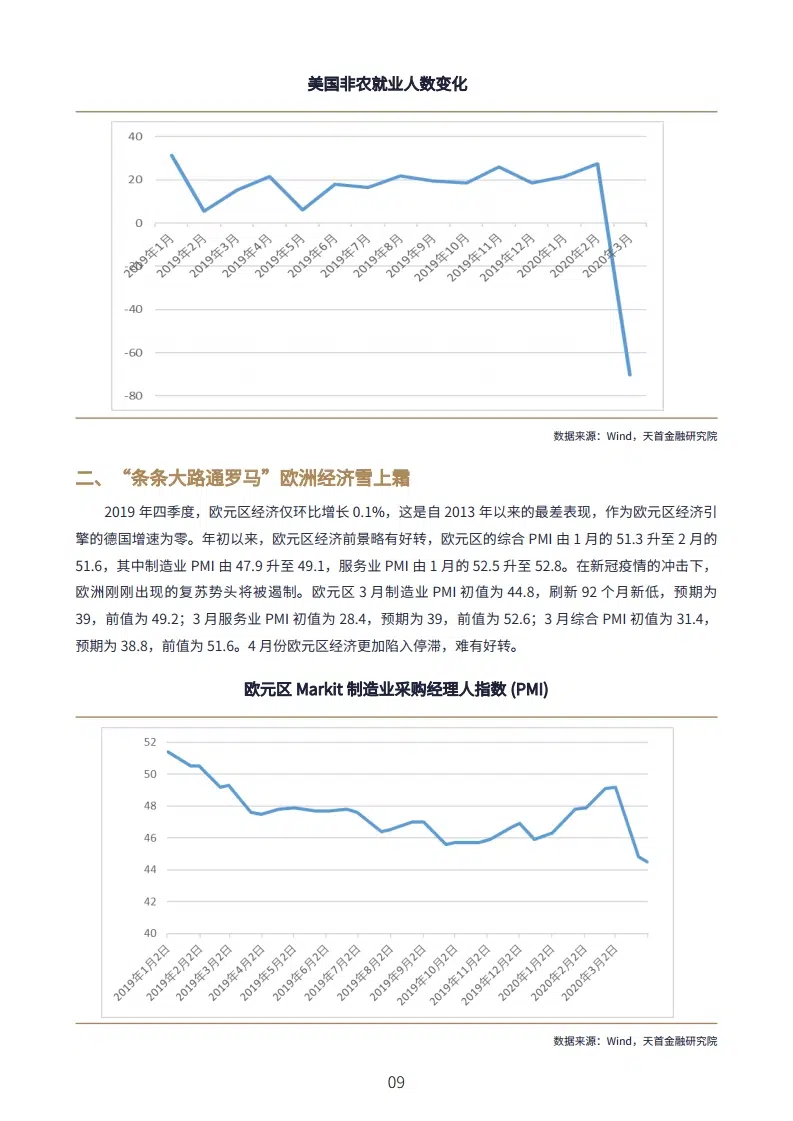 美国非农就业人数变化
40
20
0
-20
-40
-60
-80
2019年1月
2019年2月
2019年3月
2019年4月
2019年5月
2019年6月
2019年7月
2019年8月
2019年9月
2019年10月
2019年11月
2019年12月
2020年1月
2020年2月
2020年3月
数据来源：Wind，天首金融研究院
二、“条条大路通罗马”欧洲经济雪上霜
2019 年四季度，欧元区经济仅环比增长 0.1%，这是自 2013 年以来的最差表现，作为欧元区经济引
擎的德国增速为零。年初以来，欧元区经济前景略有好转，欧元区的综合 PMI 由 1 月的 51.3 升至 2 月的
51.6，其中制造业 PMI 由 47.9 升至 49.1，服务业 PMI 由 1 月的 52.5 升至 52.8。在新冠疫情的冲击下，
欧洲刚刚出现的复苏势头将被遏制。欧元区 3 月制造业 PMI 初值为 44.8，刷新 92 个月新低，预期为
39，前值为 49.2；3 月服务业 PMI 初值为 28.4，预期为 39，前值为 52.6；3 月综合 PMI 初值为 31.4，
预期为 38.8，前值为 51.6。4 月份欧元区经济更加陷入停滞，难有好转。
欧元区 Markit 制造业采购经理人指数 (PMI)
52
50
48
46
44
42
40
2019年1月2日
2019年2月2日
2019年3月2日
2019年4月2日
2019年5月2日
2019年6月2日
2019年7月2日
2019年8月2日
2019年9月2日
2019年10月2日
2019年11月2日
2019年12月2日
2020年1月2日
2020年2月2日
2020年3月2日
数据来源：Wind，天首金融研究院
09